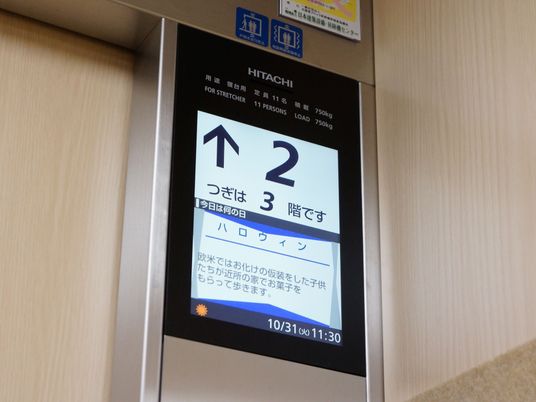 HITACHI
用途 寝台用 定員 11名 積載 750kg
FOR STRETCHER 11 PERSONS LOAD 750kg
↑ 2
つぎは 3 階です
今日は何の日
ハロウィン
欧米ではお化けの仮装をした子供
たちが近所の家でお菓子を
もらって歩きます。
10/31(火) 11:30